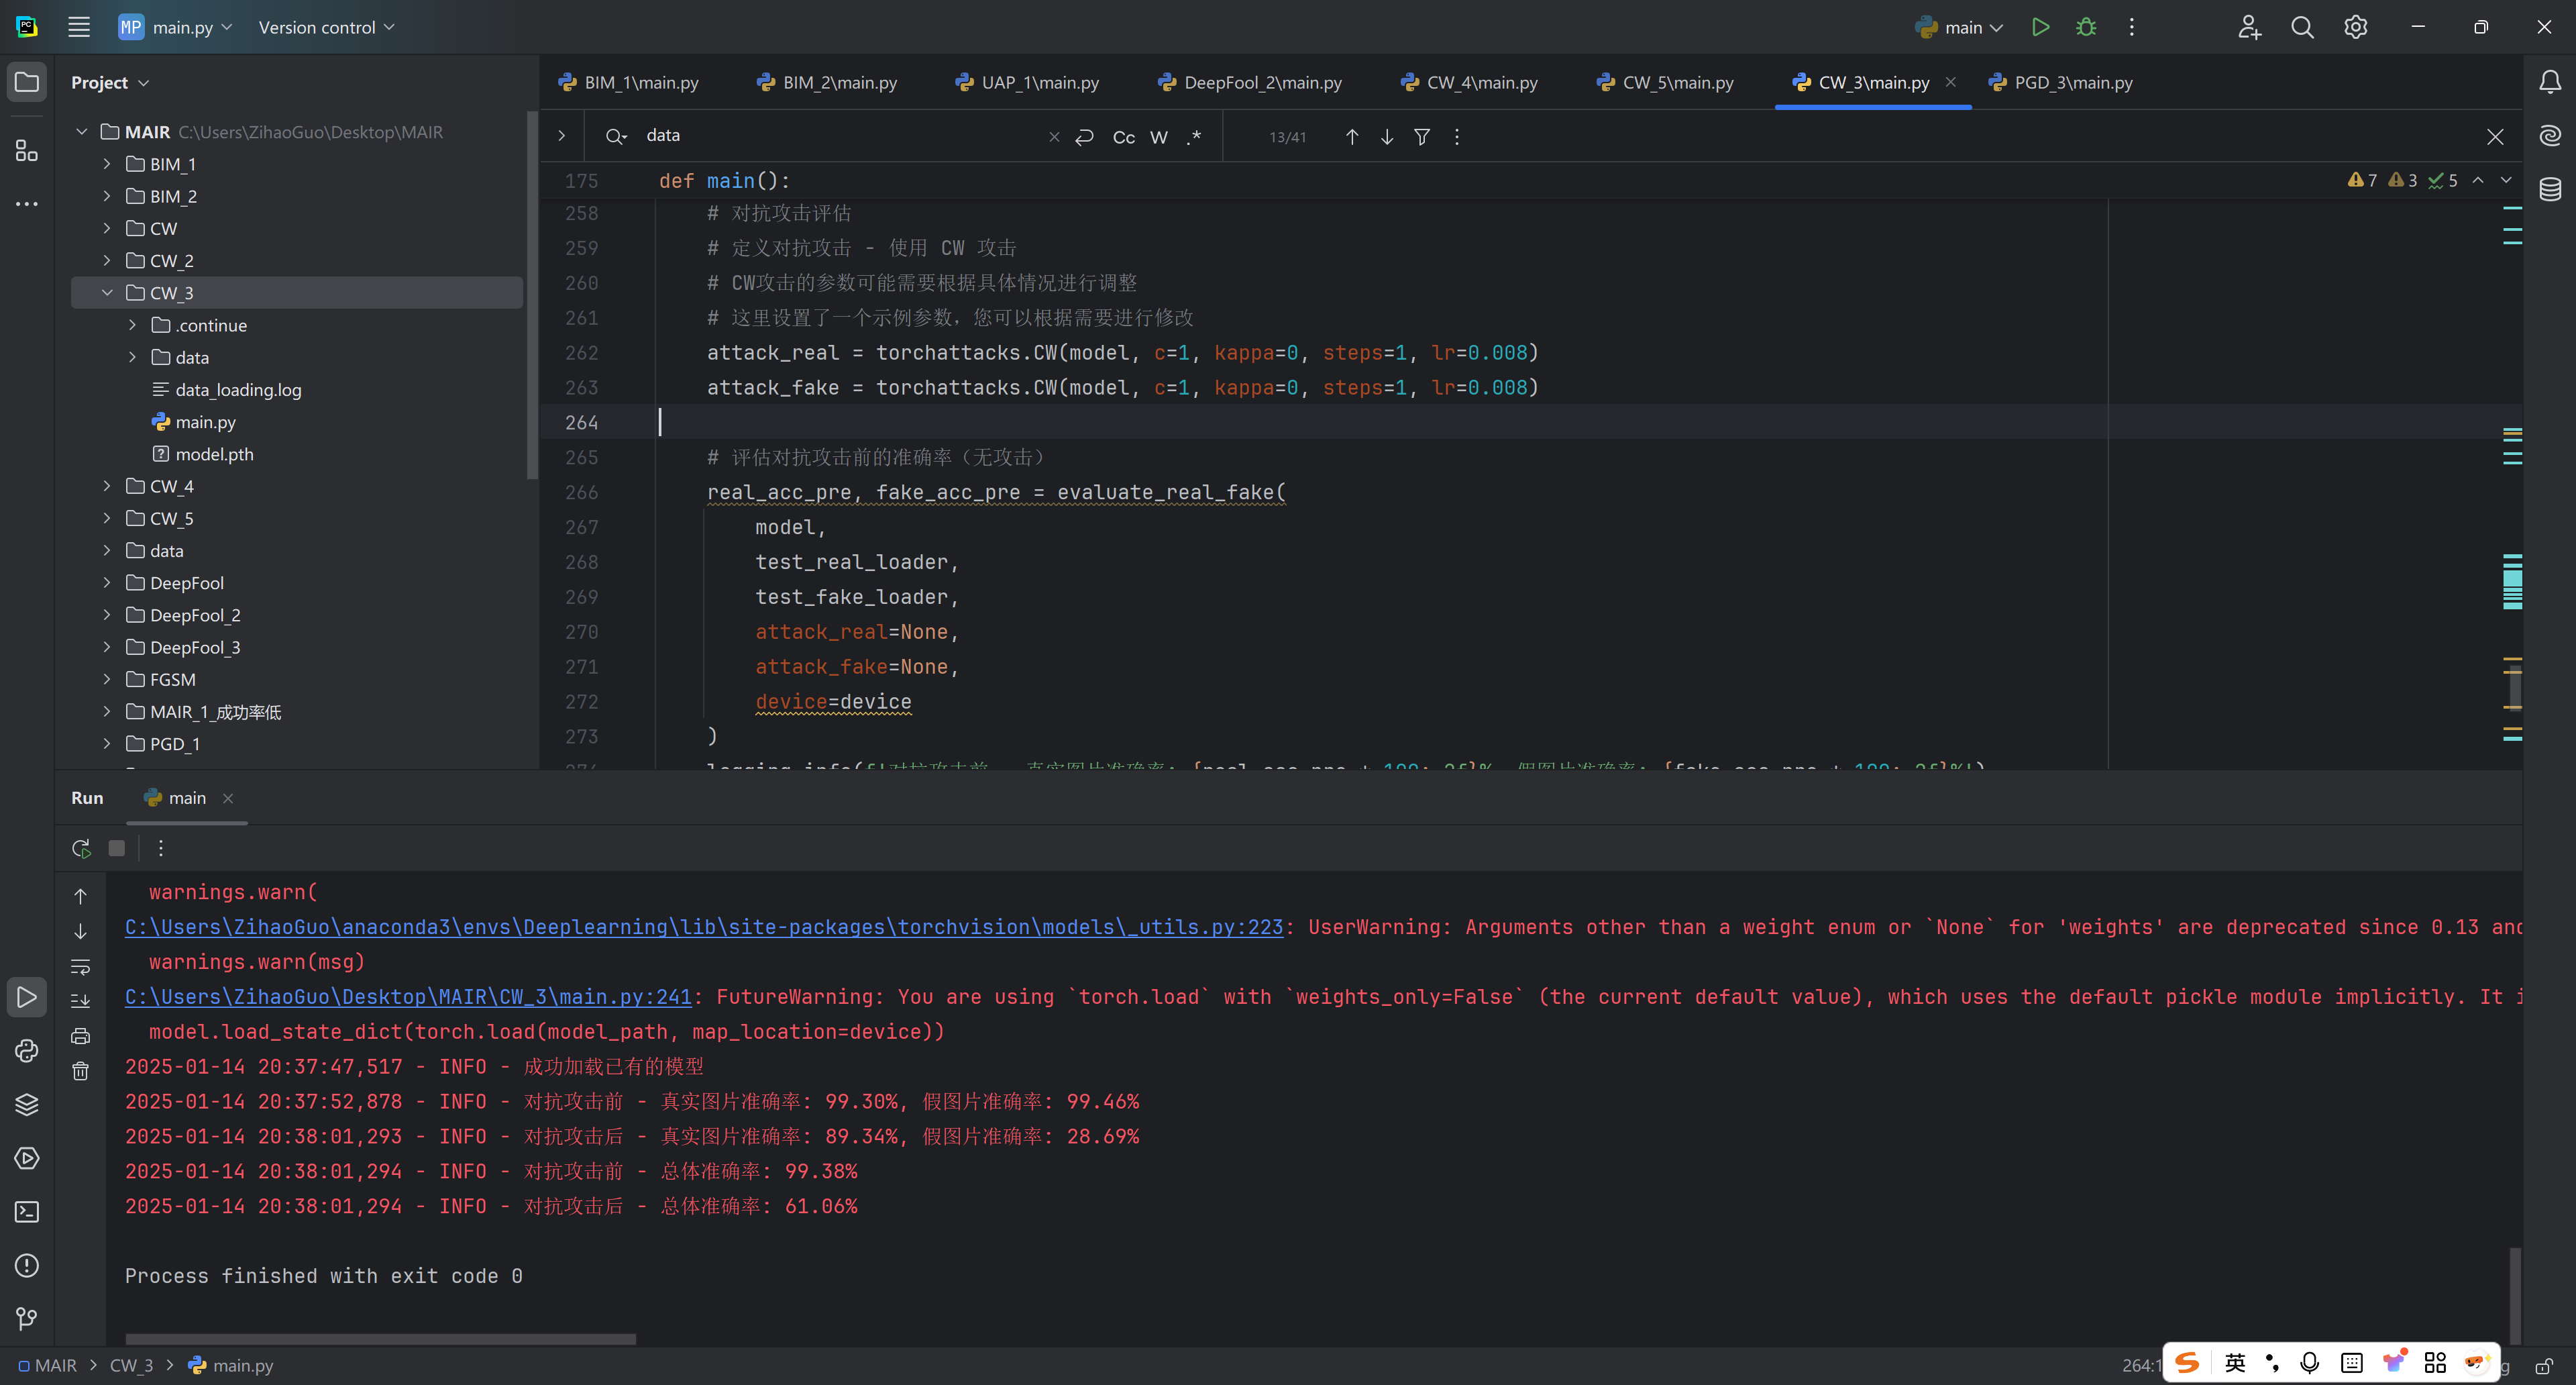 PC
MP main.py Version control main
Project
BIM_1\main.py BIM_2\main.py UAP_1\main.py DeepFool_2\main.py CW_4\main.py CW_5\main.py CW_3\main.py PGD_3\main.py
MAIR C:\Users\ZihaoGuo\Desktop\MAIR
BIM_1
BIM_2
CW
CW_2
CW_3
.continue
data
data_loading.log
main.py
model.pth
CW_4
CW_5
data
DeepFool
DeepFool_2
DeepFool_3
FGSM
MAIR_1_成功率低
PGD_1
data Cc W .* 13/41
175 def main(): 7 3 5
258 # 对抗攻击评估
259 # 定义对抗攻击 - 使用 CW 攻击
260 # CW攻击的参数可能需要根据具体情况进行调整
261 # 这里设置了一个示例参数，您可以根据需要进行修改
262 attack_real = torchattacks.CW(model, c=1, kappa=0, steps=1, lr=0.008)
263 attack_fake = torchattacks.CW(model, c=1, kappa=0, steps=1, lr=0.008)
264
265 # 评估对抗攻击前的准确率（无攻击）
266 real_acc_pre, fake_acc_pre = evaluate_real_fake(
267 model,
268 test_real_loader,
269 test_fake_loader,
270 attack_real=None,
271 attack_fake=None,
272 device=device
273 )
Run main
warnings.warn(
C:\Users\ZihaoGuo\anaconda3\envs\Deeplearning\lib\site-packages\torchvision\models\_utils.py:223: UserWarning: Arguments other than a weight enum or `None` for 'weights' are deprecated since 0.13 and
warnings.warn(msg)
C:\Users\ZihaoGuo\Desktop\MAIR\CW_3\main.py:241: FutureWarning: You are using `torch.load` with `weights_only=False` (the current default value), which uses the default pickle module implicitly. It i
model.load_state_dict(torch.load(model_path, map_location=device))
2025-01-14 20:37:47,517 - INFO - 成功加载已有的模型
2025-01-14 20:37:52,878 - INFO - 对抗攻击前 - 真实图片准确率: 99.30%, 假图片准确率: 99.46%
2025-01-14 20:38:01,293 - INFO - 对抗攻击后 - 真实图片准确率: 89.34%, 假图片准确率: 28.69%
2025-01-14 20:38:01,294 - INFO - 对抗攻击前 - 总体准确率: 99.38%
2025-01-14 20:38:01,294 - INFO - 对抗攻击后 - 总体准确率: 61.06%
Process finished with exit code 0
MAIR CW_3 main.py 264:1 英